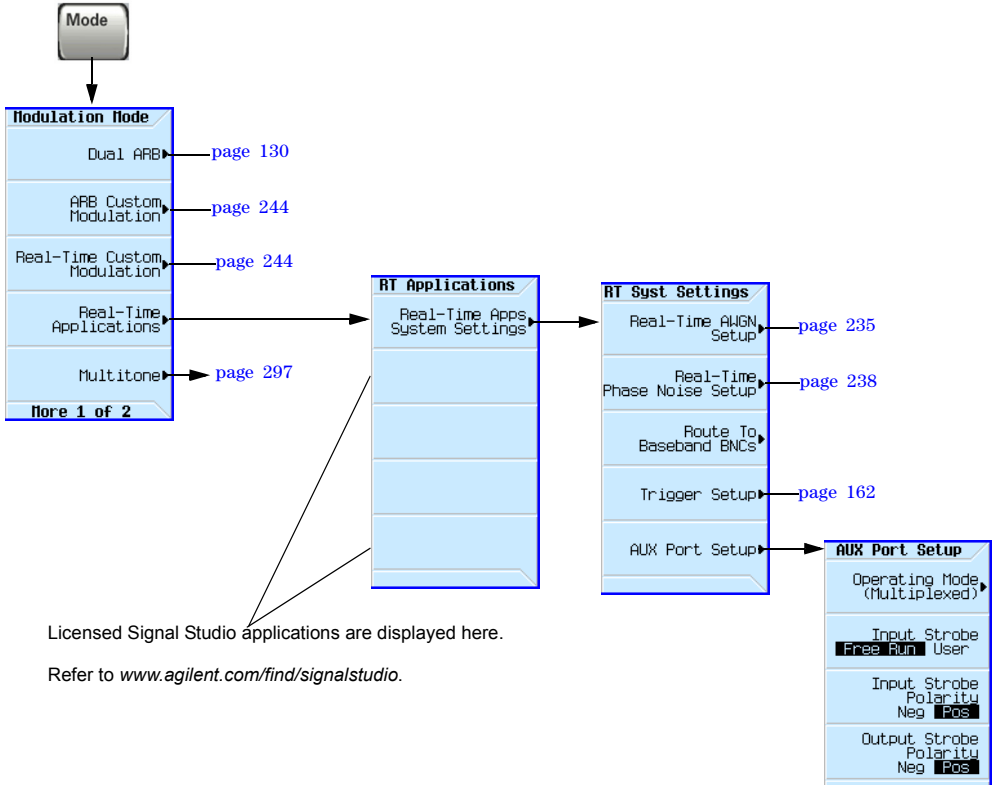 Mode
Modulation Mode
Dual ARB
page 130
ARB Custom
Modulation
page 244
Real-Time Custom
Modulation
page 244
Real-Time
Applications
Multitone
page 297
More 1 of 2
RT Applications
Real-Time Apps
System Settings
RT Syst Settings
Real-Time AWGN
Setup
page 235
Real-Time
Phase Noise Setup
page 238
Route To
Baseband BNCs
Trigger Setup
page 162
AUX Port Setup
AUX Port Setup
Operating Mode
(Multiplexed)
Input Strobe
Free Run User
Input Strobe
Polarity
Neg Pos
Output Strobe
Polarity
Neg Pos
Licensed Signal Studio applications are displayed here.
Refer to www.agilent.com/find/signalstudio.